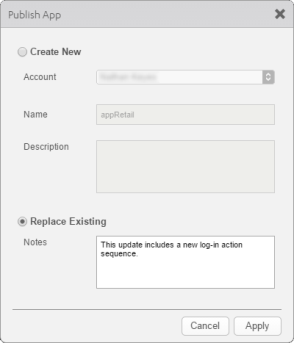 Publish App
Create New
Account
Name
appRetail
Description
Replace Existing
Notes
This update includes a new log-in action
sequence.
Cancel
Apply